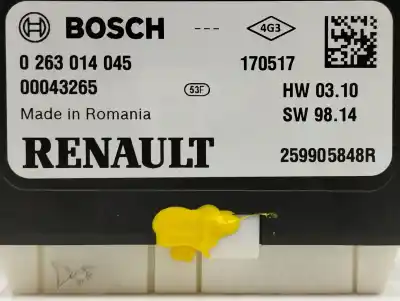 BOSCH --- 4G3
0 263 014 045 170517
00043265 53F HW 03.10
Made in Romania SW 98.14
RENAULT 259905848R